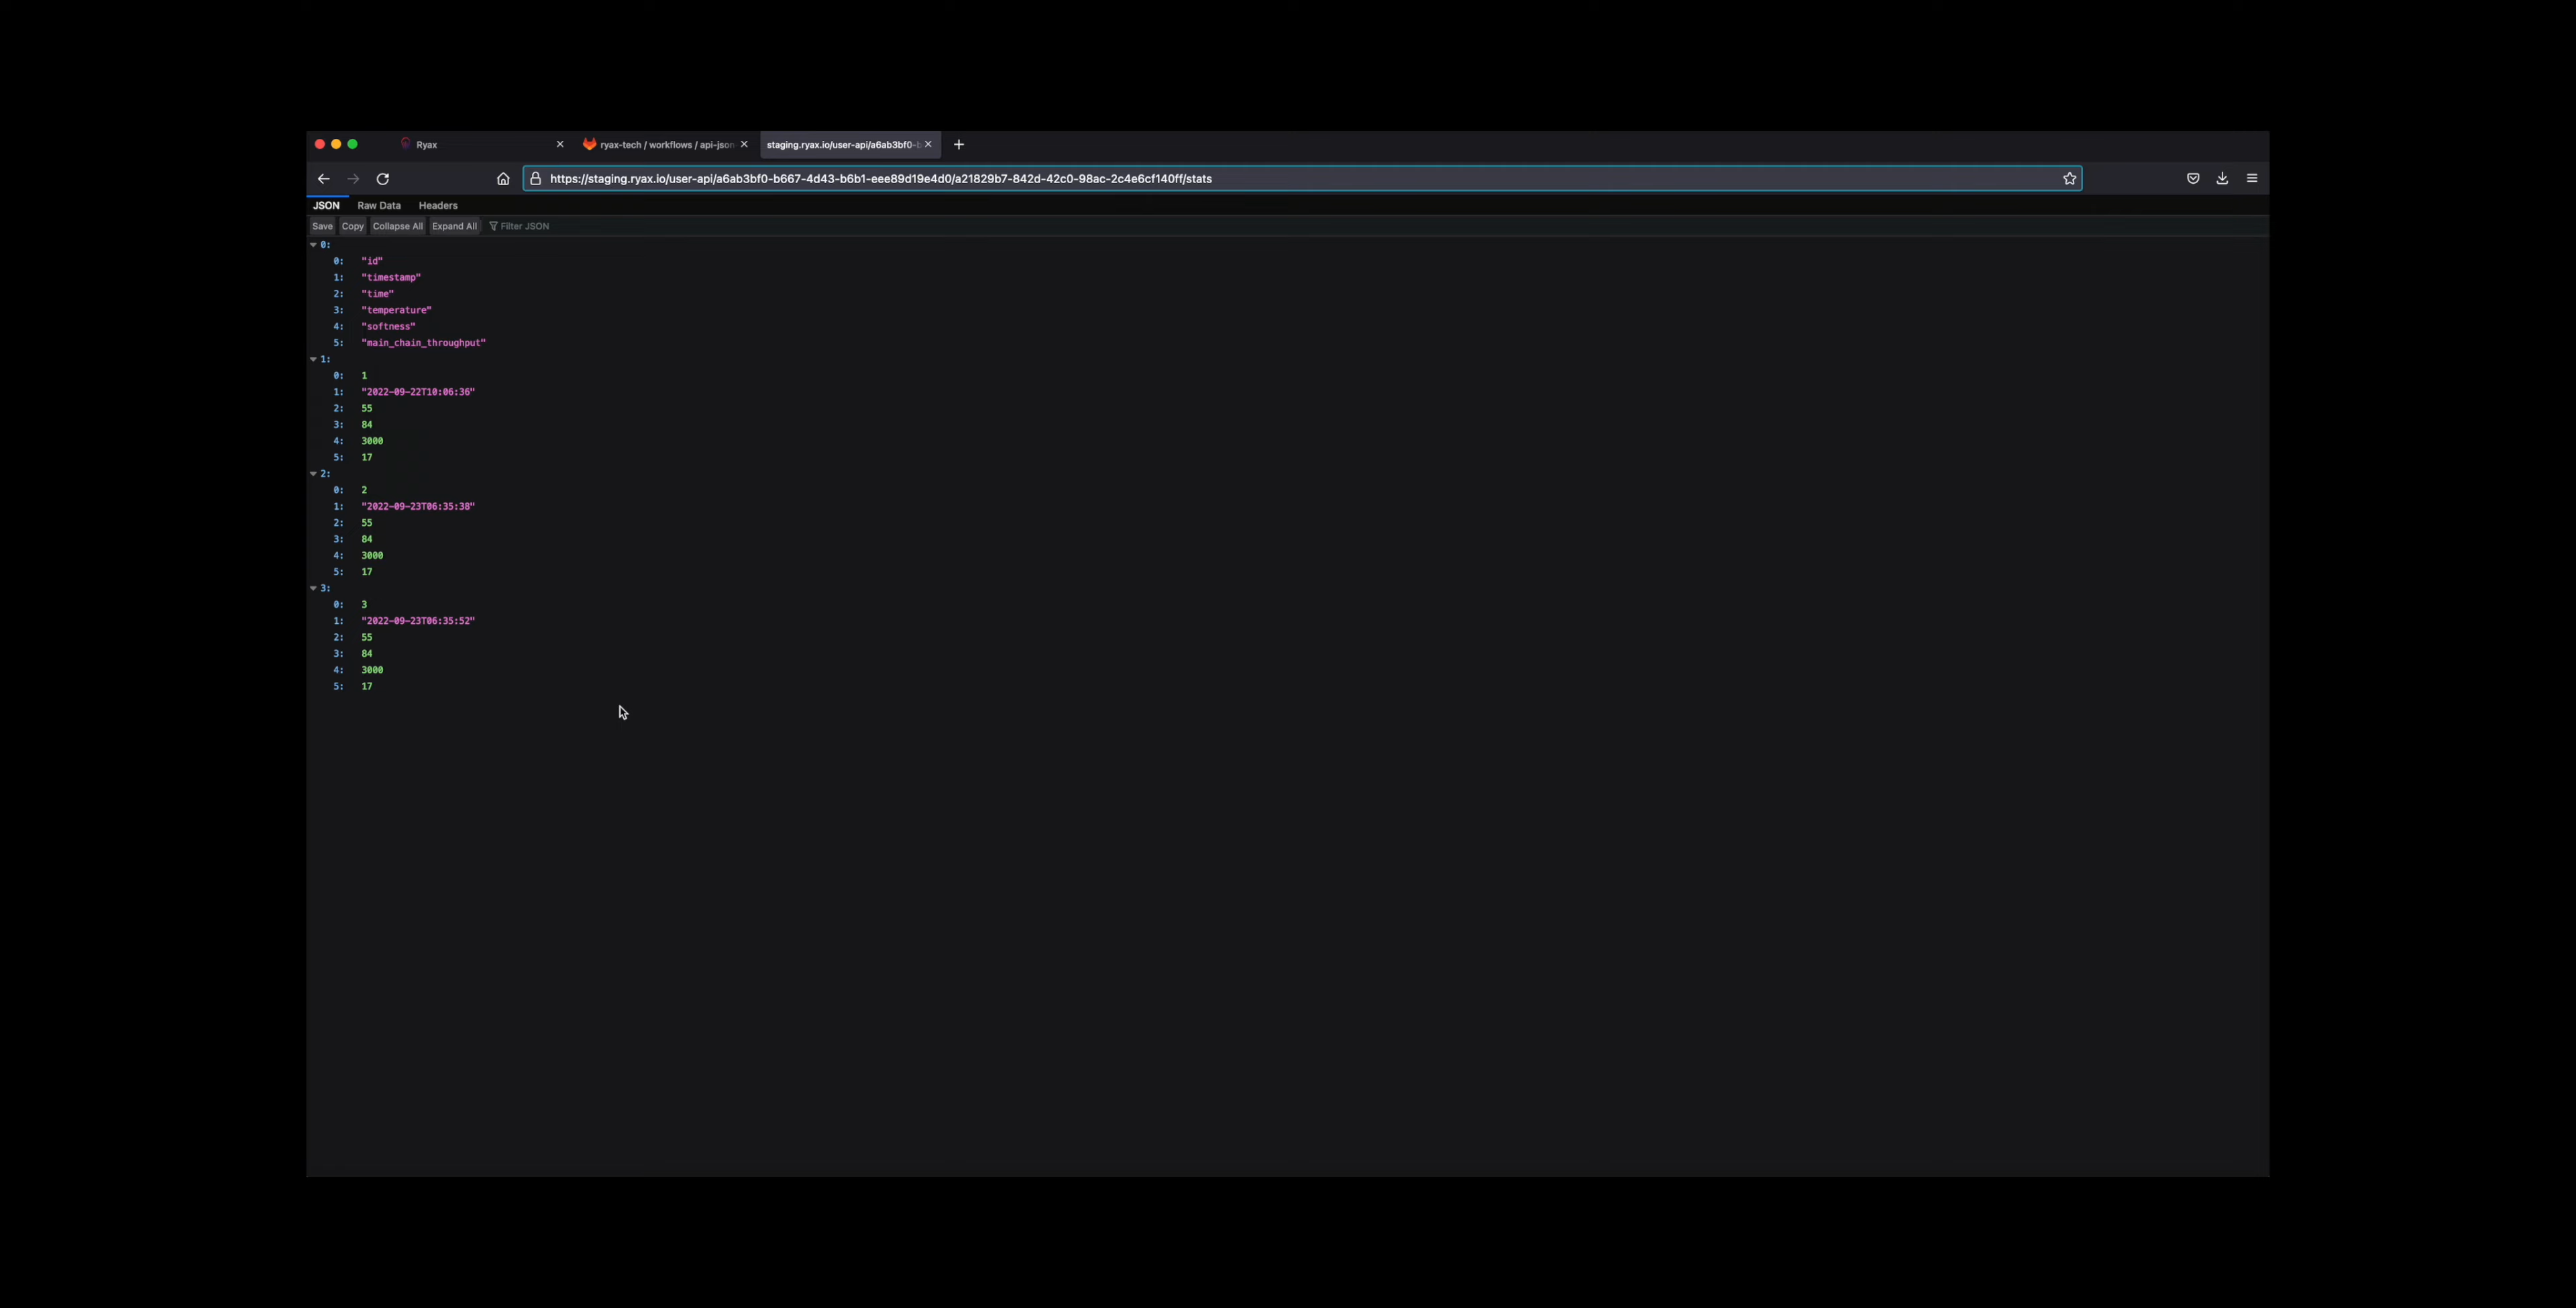 Ryax
ryax-tech / workflows / api-json
staging.ryax.io/user-api/a6ab3bf0-b
https://staging.ryax.io/user-api/a6ab3bf0-b667-4d43-b6b1-eee89d19e4d0/a21829b7-842d-42c0-98ac-2c4e6cf140ff/stats
JSON Raw Data Headers
Save Copy Collapse All Expand All Filter JSON
0:
0: "id"
1: "timestamp"
2: "time"
3: "temperature"
4: "softness"
5: "main_chain_throughput"
1:
0: 1
1: "2022-09-22T10:06:36"
2: 55
3: 84
4: 3000
5: 17
2:
0: 2
1: "2022-09-23T06:35:38"
2: 55
3: 84
4: 3000
5: 17
3:
0: 3
1: "2022-09-23T06:35:52"
2: 55
3: 84
4: 3000
5: 17